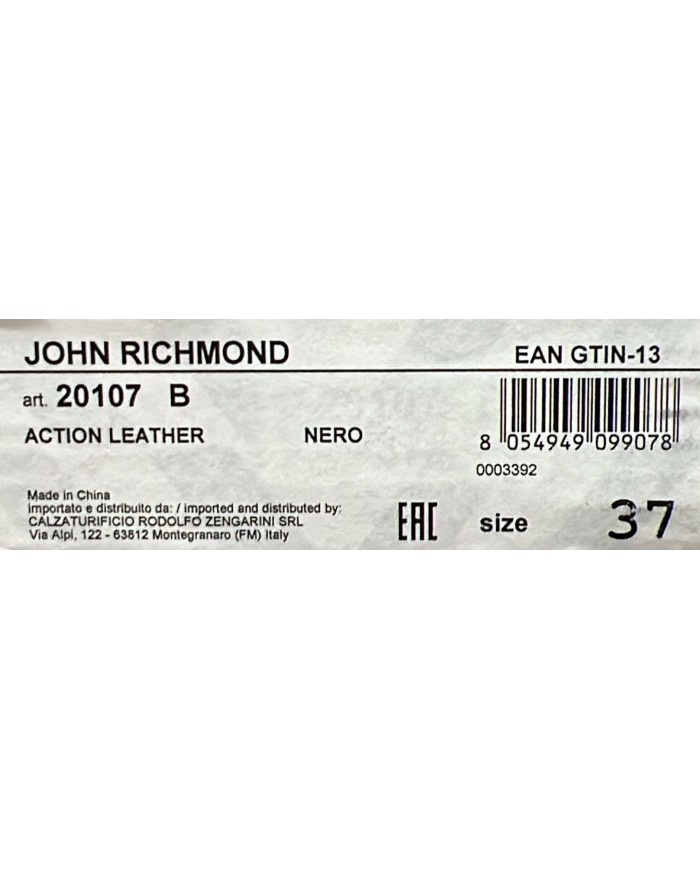 JOHN RICHMOND EAN GTIN-13
art. 20107 B
ACTION LEATHER NERO
8 054949 099078
0003392
Made in China
importato e distribuito da: / imported and distributed by:
CALZATURIFICIO RODOLFO ZENGARINI SRL
Via Alpi, 122 - 63812 Montegranaro (FM) Italy
EAC size 37